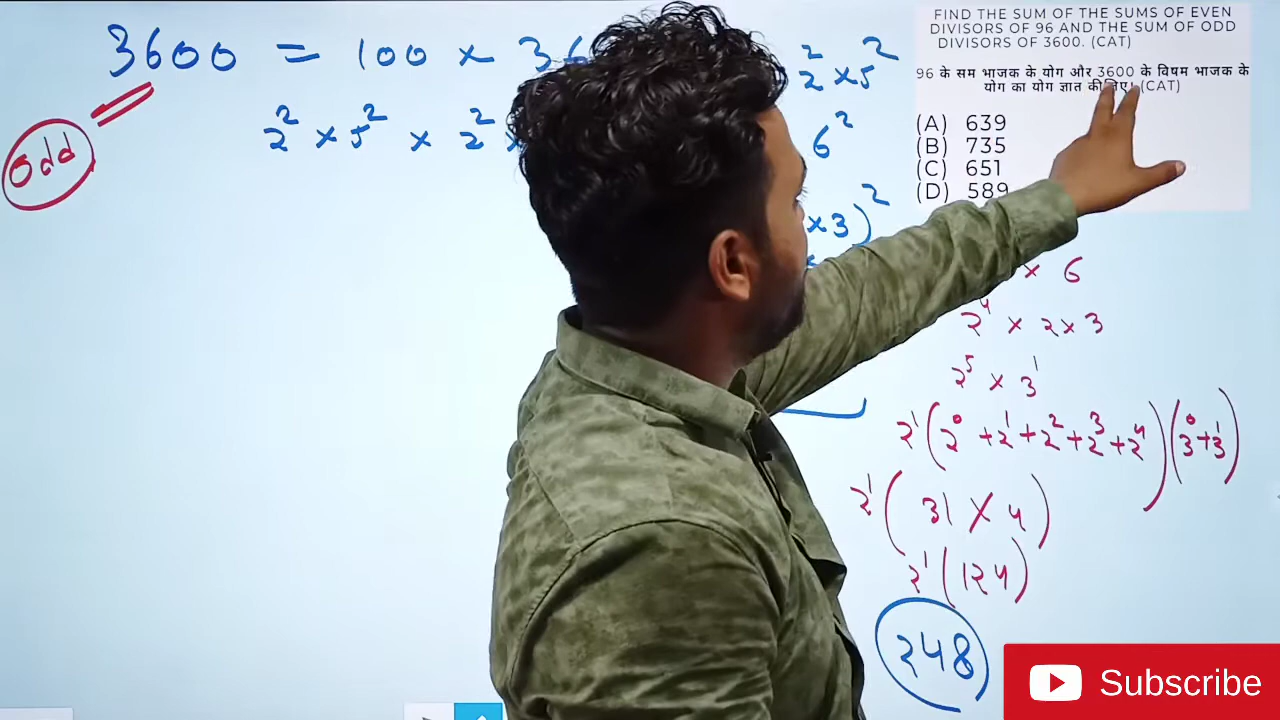 FIND THE SUM OF THE SUMS OF EVEN
DIVISORS OF 96 AND THE SUM OF ODD
DIVISORS OF 3600. (CAT)
96 के सम भाजक के योग और 3600 के विषम भाजक के
योग का योग ज्ञात कीजिए। (CAT)
(A) 639
(B) 735
(C) 651
(D) 589
3600 = 100 × 36
2² × 5²
2² × 5² × 2²
6²
× 3)²
Odd
× 6
2⁴ × 2 × 3
2⁵ × 3¹
2¹(2⁰ + 2¹ + 2² + 2³ + 2⁴)(3⁰ + 3¹)
2¹(31 × 4)
2¹(124)
248
Subscribe